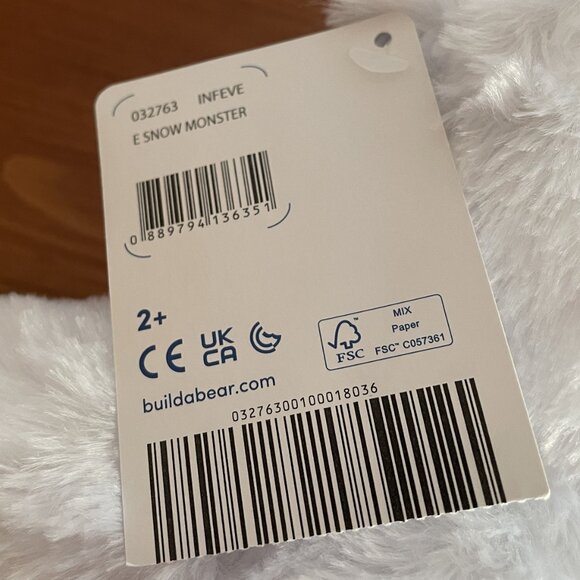 032763 INFEVE
E SNOW MONSTER
0 889794 136351
2+
CE UK CA
MIX
Paper
FSC™ C057361
FSC
buildabear.com
03276300100018036